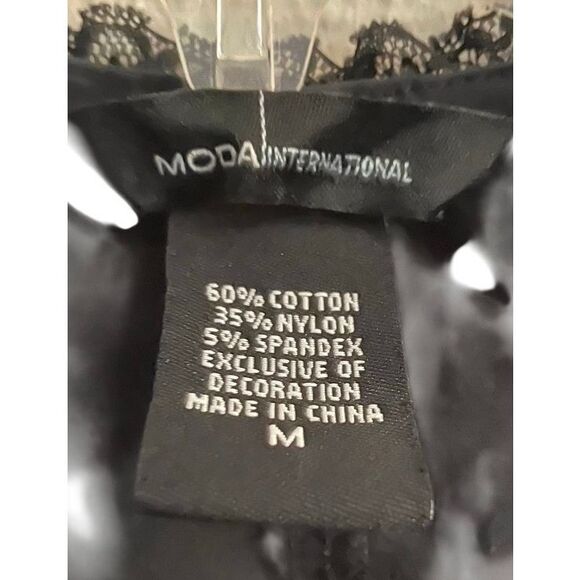 MODA INTERNATIONAL
60% COTTON
35% NYLON
5% SPANDEX
EXCLUSIVE OF
DECORATION
MADE IN CHINA
M